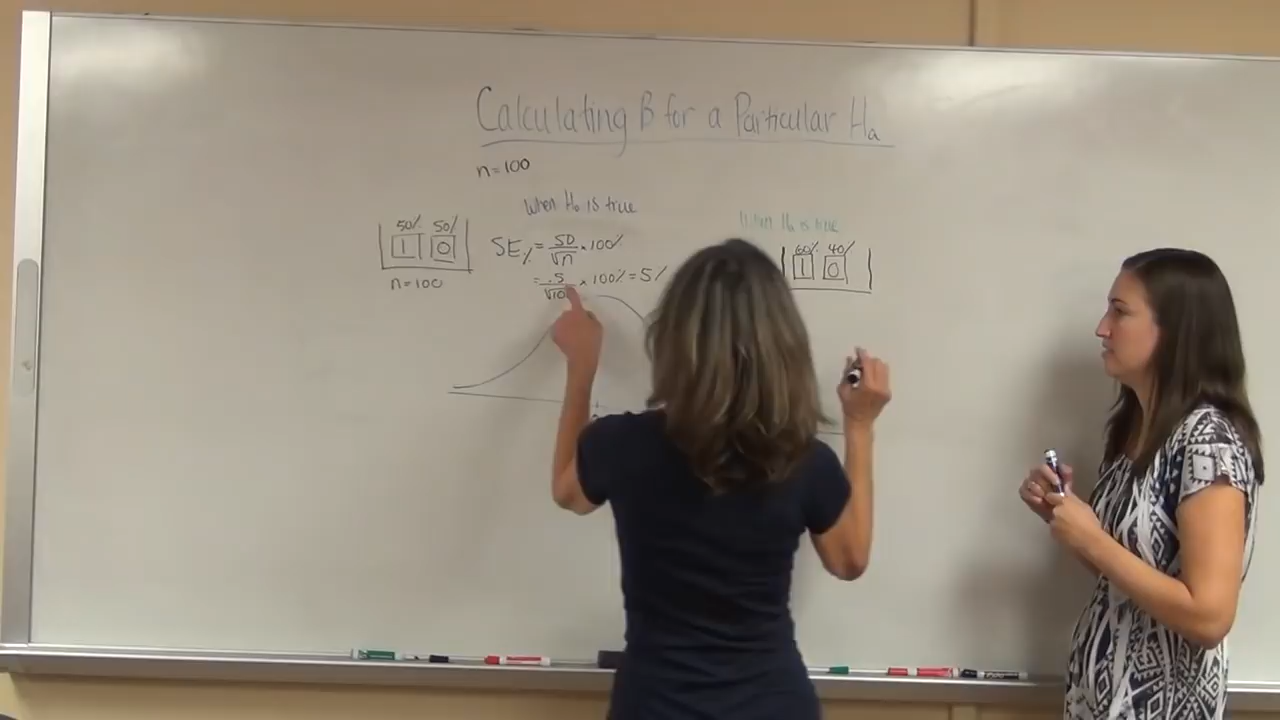 Calculating β for a Particular Ha
n=100
When Ho is true
50% 50%
1 0
n=100
SE% = SD/√n × 100%
= .5/√100 × 100% = 5%
When Ha is true
60% 40%
1 0